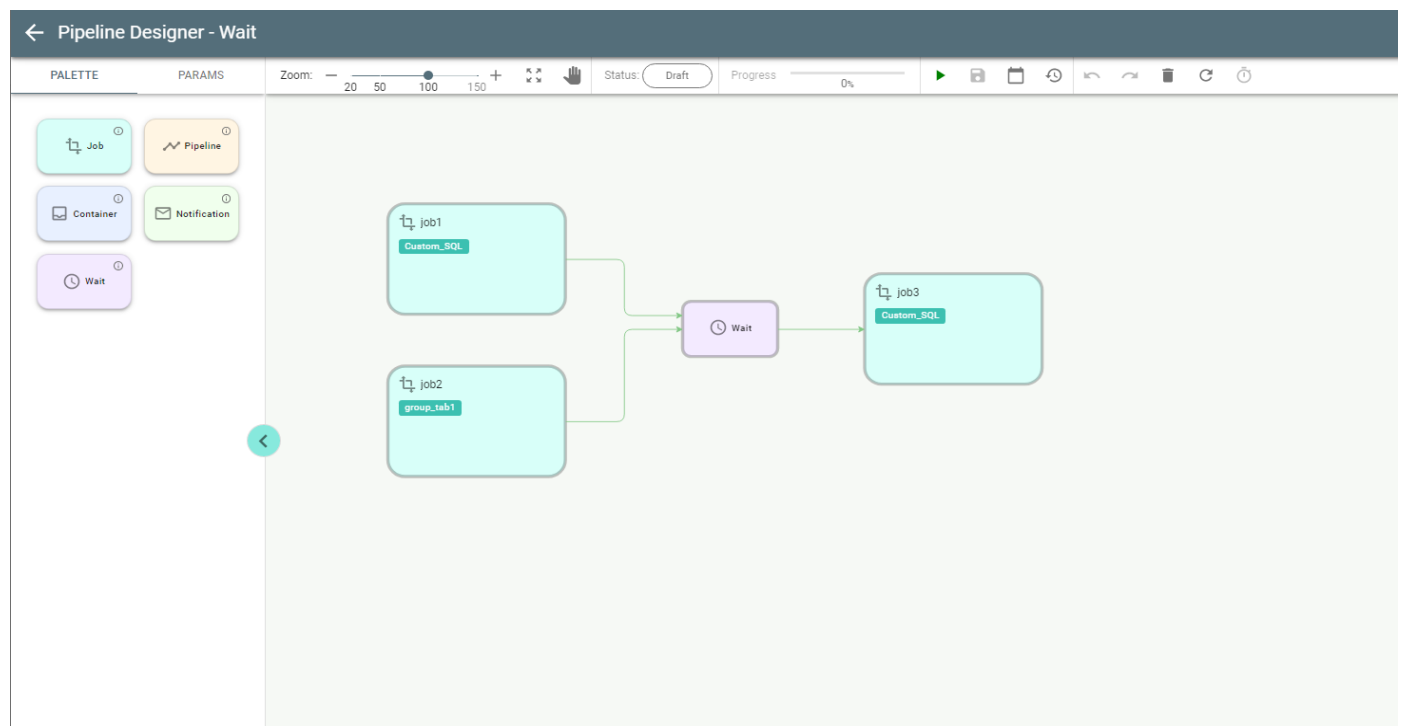 Pipeline Designer - Wait
PALETTE PARAMS Zoom: 20 50 100 150 Status: Draft Progress 0%
Job Pipeline
Container Notification
Wait
job1
Custom_SQL
job2
group_tab1
Wait
job3
Custom_SQL